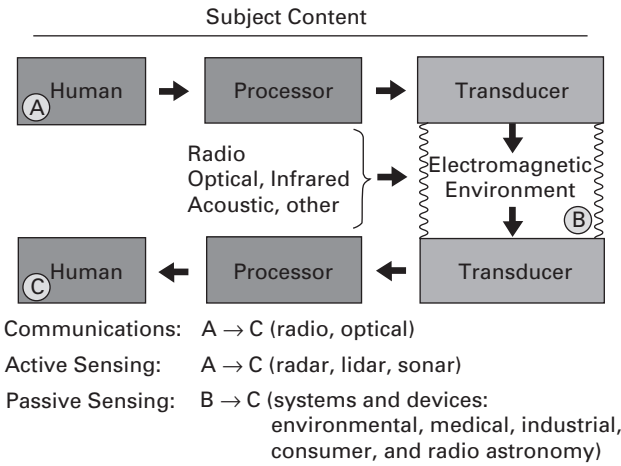 Subject Content
Human
A
Processor
Transducer
Radio
Optical, Infrared
Acoustic, other
Electromagnetic
Environment
B
Human
C
Processor
Transducer
Communications: A → C (radio, optical)
Active Sensing: A → C (radar, lidar, sonar)
Passive Sensing: B → C (systems and devices:
environmental, medical, industrial,
consumer, and radio astronomy)